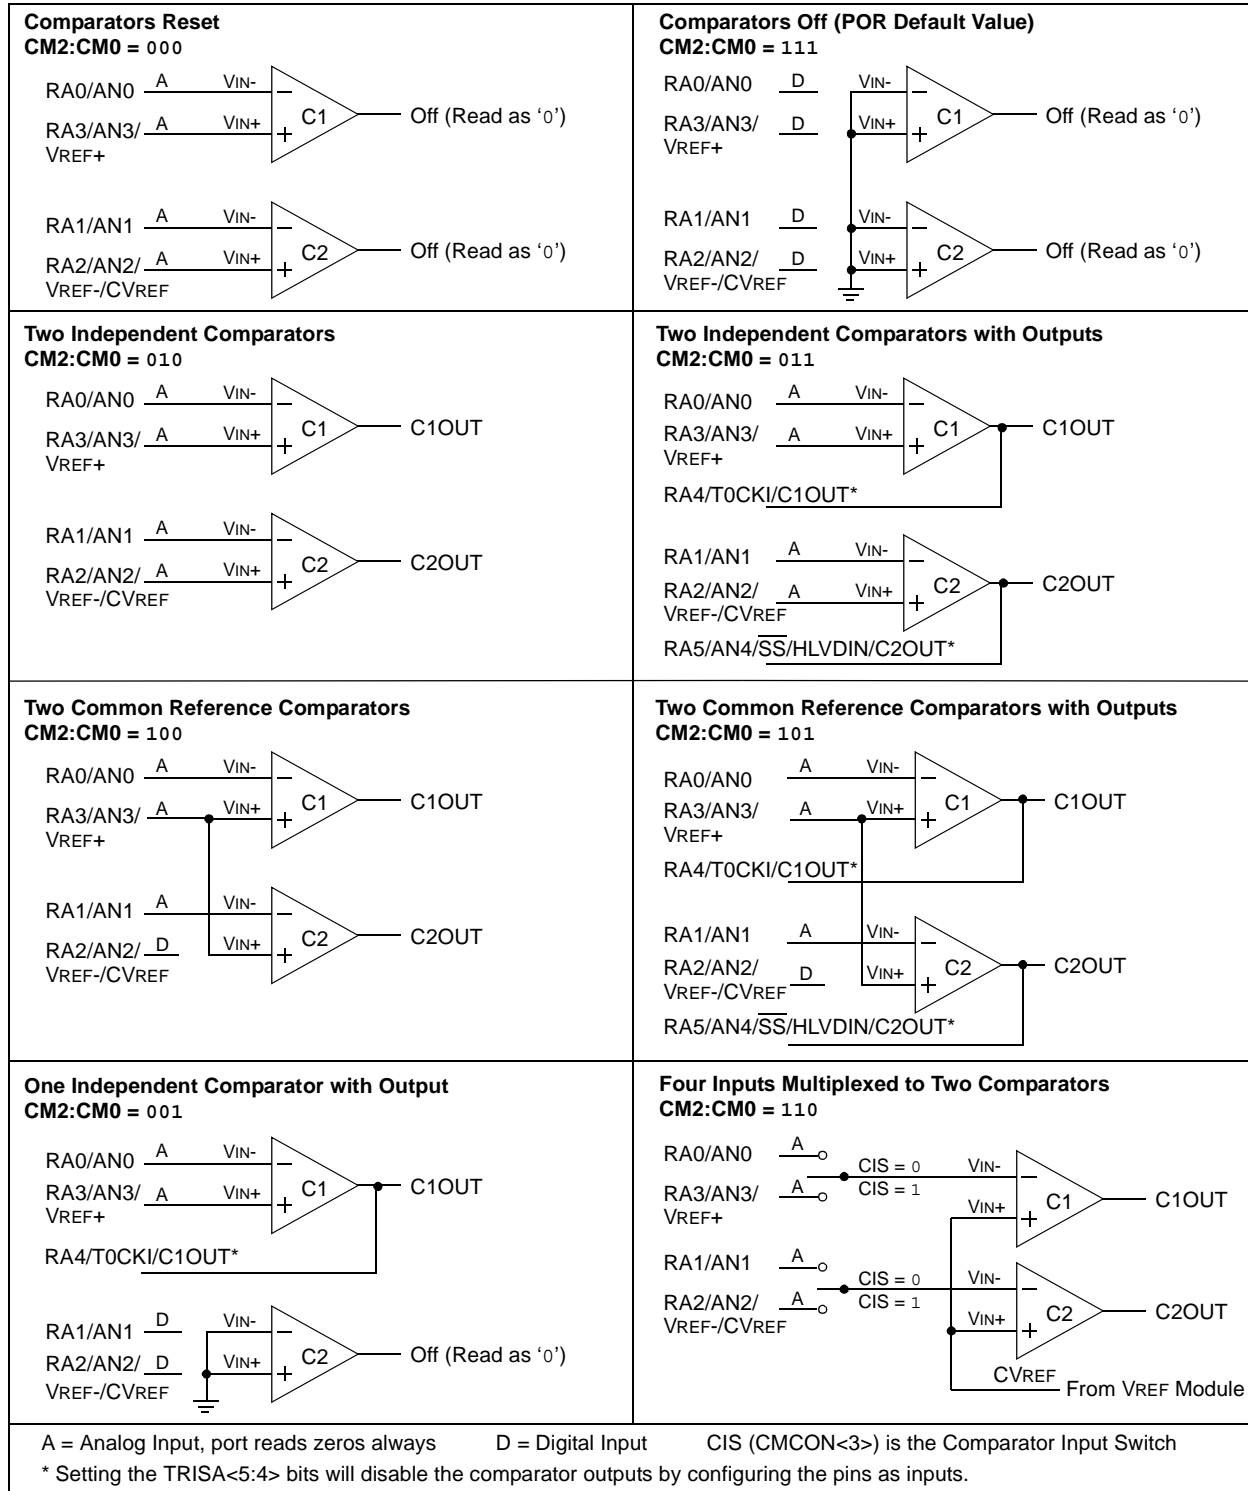 Comparators Reset
CM2:CM0 = 000
RA0/AN0 A VIN-
C1 Off (Read as ‘0’)
RA3/AN3/ A VIN+
VREF+
RA1/AN1 A VIN-
C2 Off (Read as ‘0’)
RA2/AN2/ A VIN+
VREF-/CVREF
Comparators Off (POR Default Value)
CM2:CM0 = 111
RA0/AN0 D VIN-
C1 Off (Read as ‘0’)
RA3/AN3/ D VIN+
VREF+
RA1/AN1 D VIN-
C2 Off (Read as ‘0’)
RA2/AN2/ D VIN+
VREF-/CVREF
Two Independent Comparators
CM2:CM0 = 010
RA0/AN0 A VIN-
C1 C1OUT
RA3/AN3/ A VIN+
VREF+
RA1/AN1 A VIN-
C2 C2OUT
RA2/AN2/ A VIN+
VREF-/CVREF
Two Independent Comparators with Outputs
CM2:CM0 = 011
RA0/AN0 A VIN-
C1 C1OUT
RA3/AN3/ A VIN+
VREF+
RA4/T0CKI/C1OUT*
RA1/AN1 A VIN-
C2 C2OUT
RA2/AN2/ A VIN+
VREF-/CVREF
RA5/AN4/SS/HLVDIN/C2OUT*
Two Common Reference Comparators
CM2:CM0 = 100
RA0/AN0 A VIN-
C1 C1OUT
RA3/AN3/ A VIN+
VREF+
RA1/AN1 A VIN-
C2 C2OUT
RA2/AN2/ D VIN+
VREF-/CVREF
Two Common Reference Comparators with Outputs
CM2:CM0 = 101
RA0/AN0 A VIN-
C1 C1OUT
RA3/AN3/ A VIN+
VREF+
RA4/T0CKI/C1OUT*
RA1/AN1 A VIN-
C2 C2OUT
RA2/AN2/ D VIN+
VREF-/CVREF
RA5/AN4/SS/HLVDIN/C2OUT*
One Independent Comparator with Output
CM2:CM0 = 001
RA0/AN0 A VIN-
C1 C1OUT
RA3/AN3/ A VIN+
VREF+
RA4/T0CKI/C1OUT*
RA1/AN1 D VIN-
C2 Off (Read as ‘0’)
RA2/AN2/ D VIN+
VREF-/CVREF
Four Inputs Multiplexed to Two Comparators
CM2:CM0 = 110
RA0/AN0 A
CIS = 0 VIN-
RA3/AN3/ A CIS = 1
VREF+
VIN+ C1 C1OUT
RA1/AN1 A
CIS = 0 VIN-
RA2/AN2/ A CIS = 1
VREF-/CVREF
VIN+ C2 C2OUT
CVREF
From VREF Module
A = Analog Input, port reads zeros always D = Digital Input CIS (CMCON<3>) is the Comparator Input Switch
* Setting the TRISA<5:4> bits will disable the comparator outputs by configuring the pins as inputs.